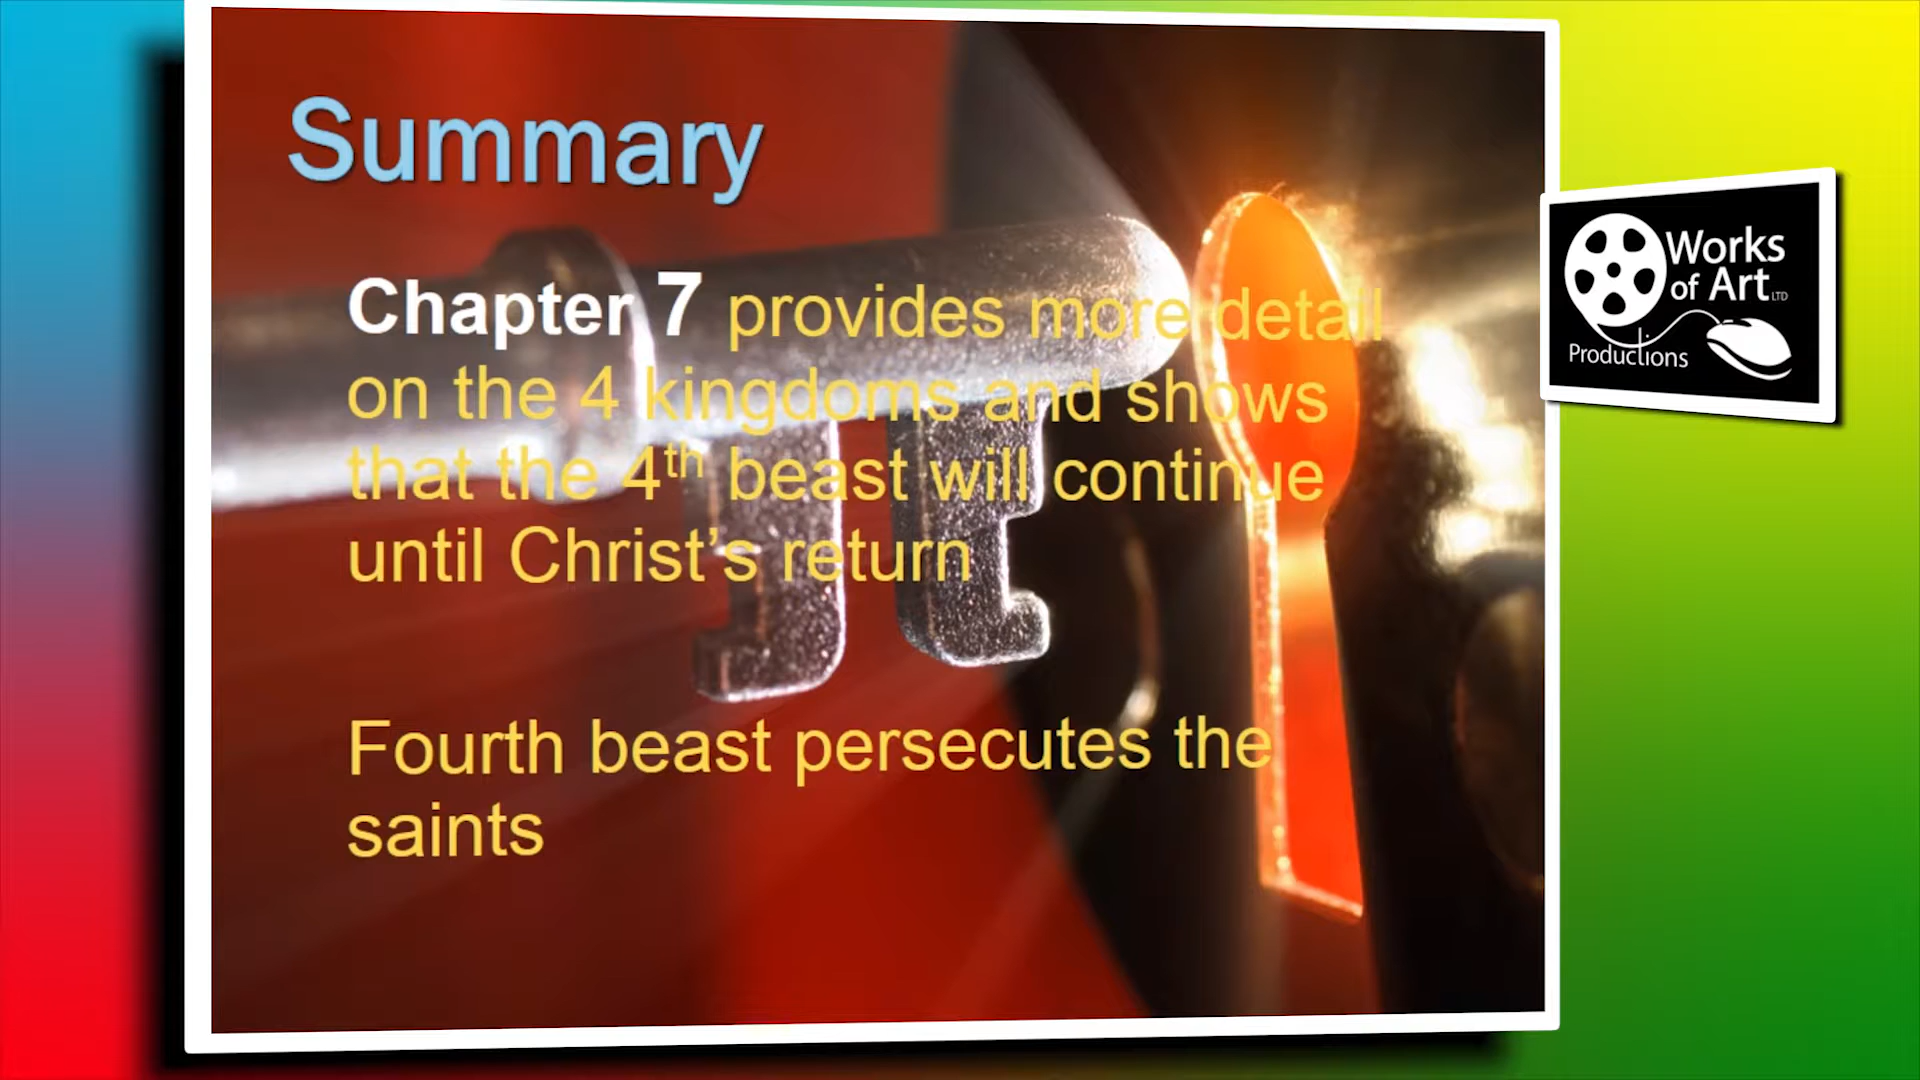 Summary
Chapter 7 provides more detail
on the 4 kingdoms and shows
that the 4th beast will continue
until Christ's return
Fourth beast persecutes the
saints
Works
of Art LTD
Productions